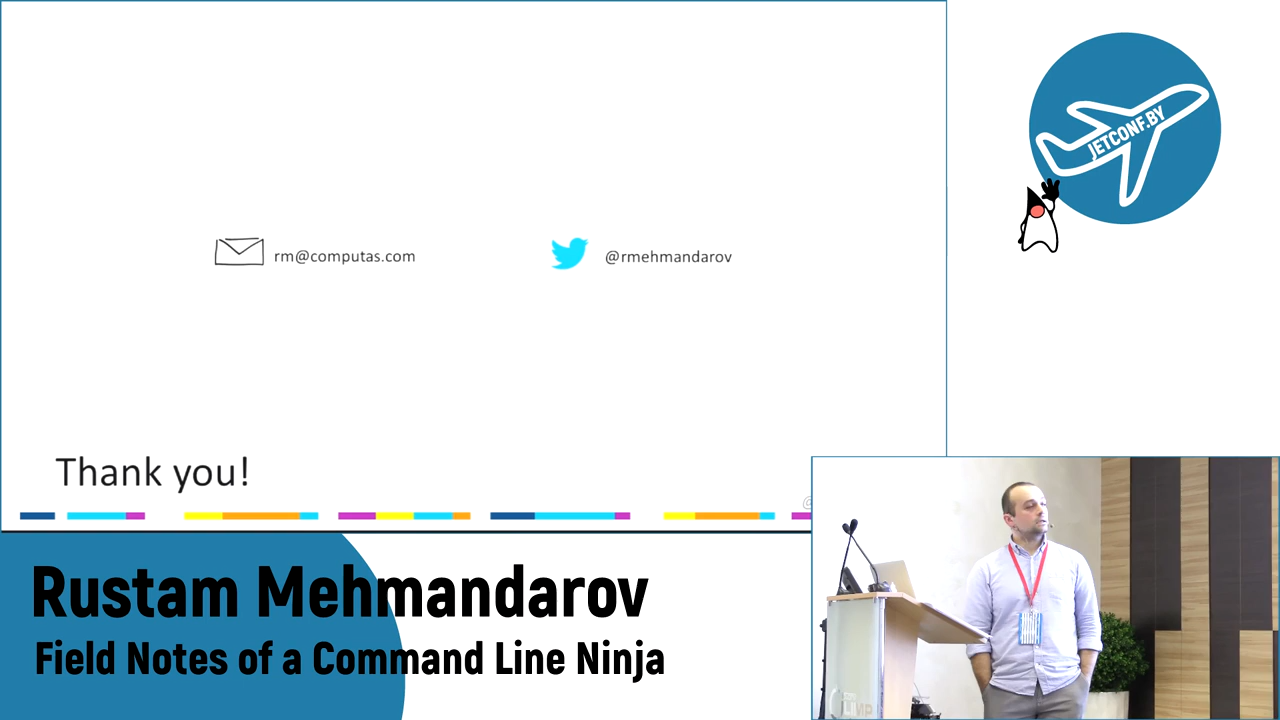 JETCONF.BY
rm@computas.com
@rmehmandarov
Thank you!
Rustam Mehmandarov
Field Notes of a Command Line Ninja